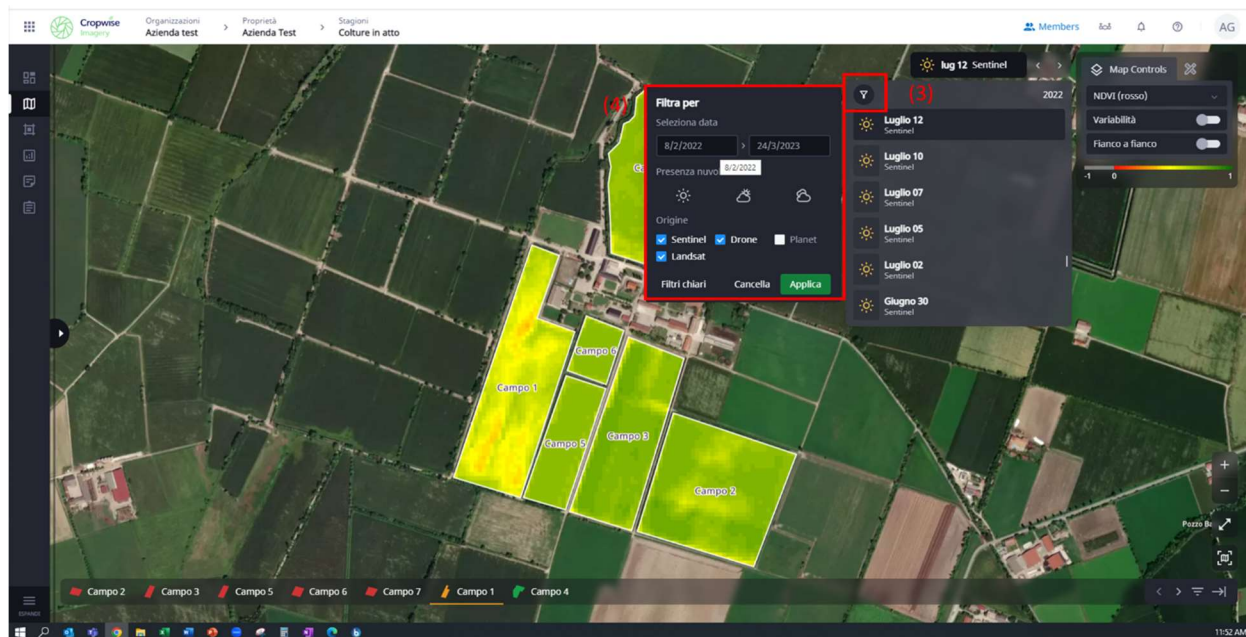 Cropwise
Imagery
Organizzazioni
Azienda test
Proprietà
Azienda Test
Stagioni
Colture in atto
Members
AG
lug 12 Sentinel
Map Controls
NDVI (rosso)
Variabilità
Fianco a fianco
-1 0 1
(3)
2022
Luglio 12
Sentinel
Luglio 10
Sentinel
Luglio 07
Sentinel
Luglio 05
Sentinel
Luglio 02
Sentinel
Giugno 30
Sentinel
(4)
Filtra per
Seleziona data
8/2/2022 > 24/3/2023
8/2/2022
Presenza nuvo
Origine
Sentinel Drone Planet
Landsat
Filtri chiari Cancella Applica
Campo 6
Campo 1
Campo 5
Campo 3
Campo 2
Pozzo Ba
Campo 2 Campo 3 Campo 5 Campo 6 Campo 7 Campo 1 Campo 4
ESPANDI
11:52 AM